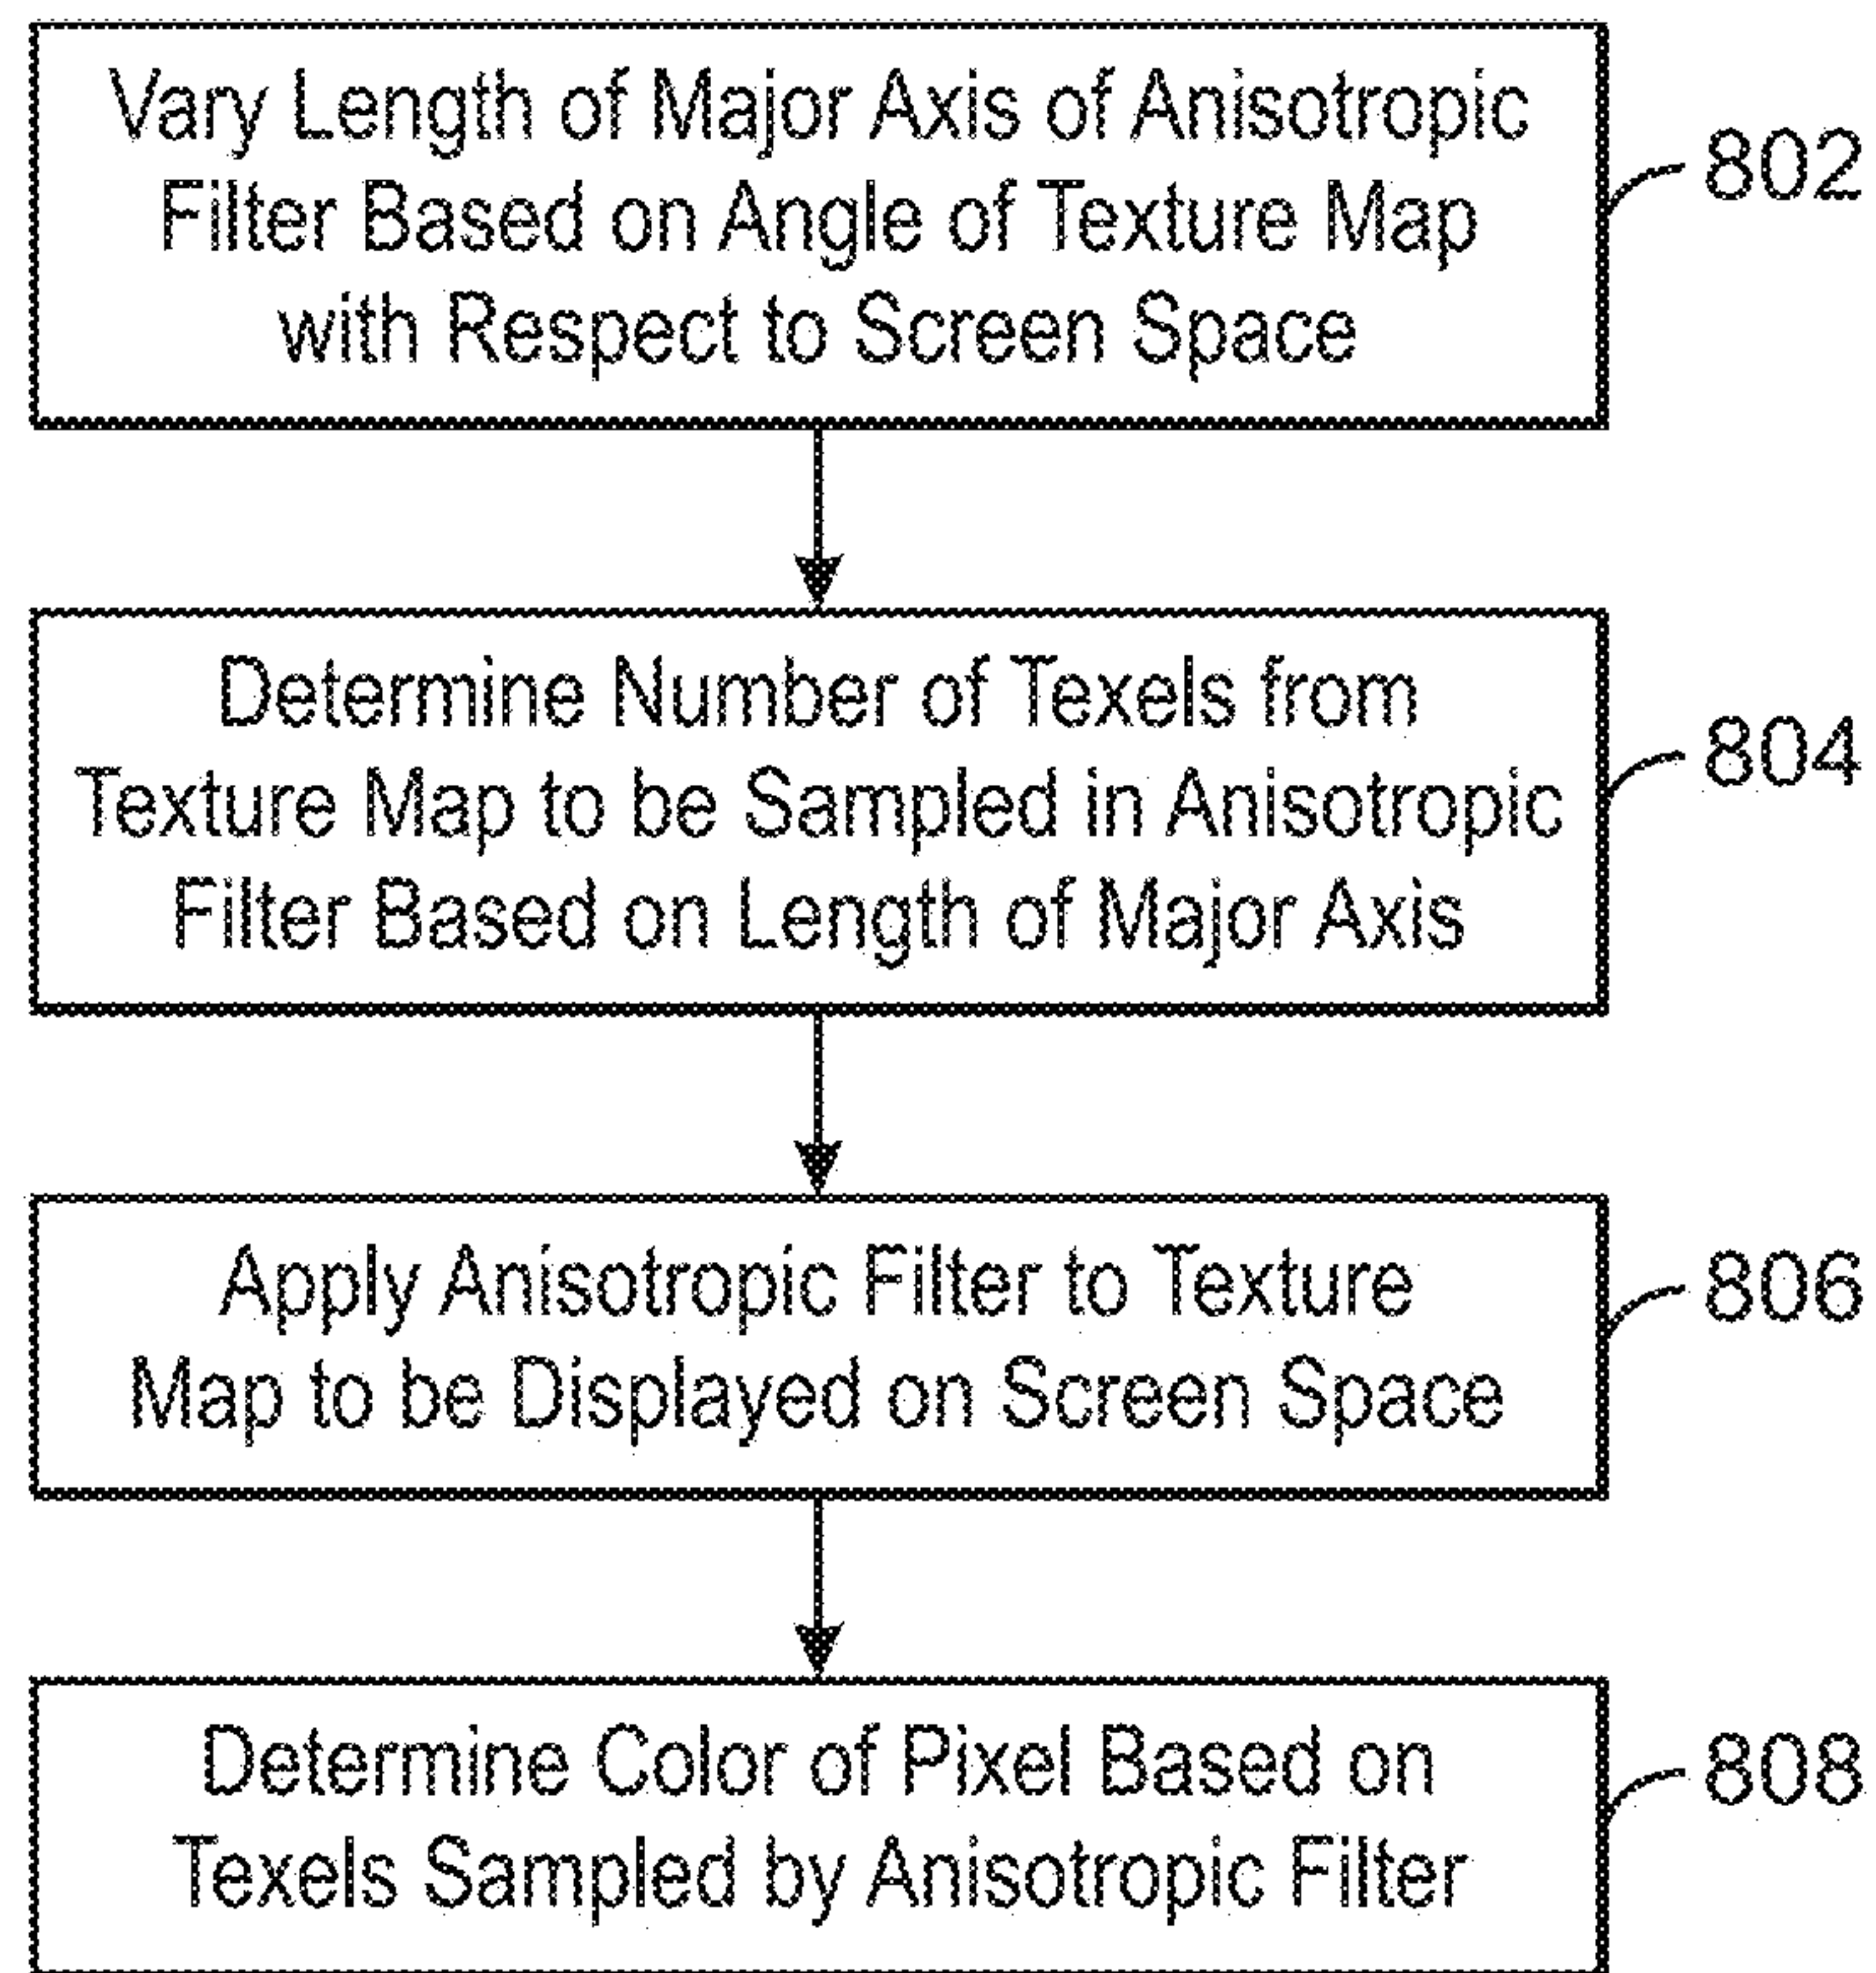 Vary Length of Major Axis of Anisotropic
Filter Based on Angle of Texture Map
with Respect to Screen Space
802
Determine Number of Texels from
Texture Map to be Sampled in Anisotropic
Filter Based on Length of Major Axis
804
Apply Anisotropic Filter to Texture
Map to be Displayed on Screen Space
806
Determine Color of Pixel Based on
Texels Sampled by Anisotropic Filter
808